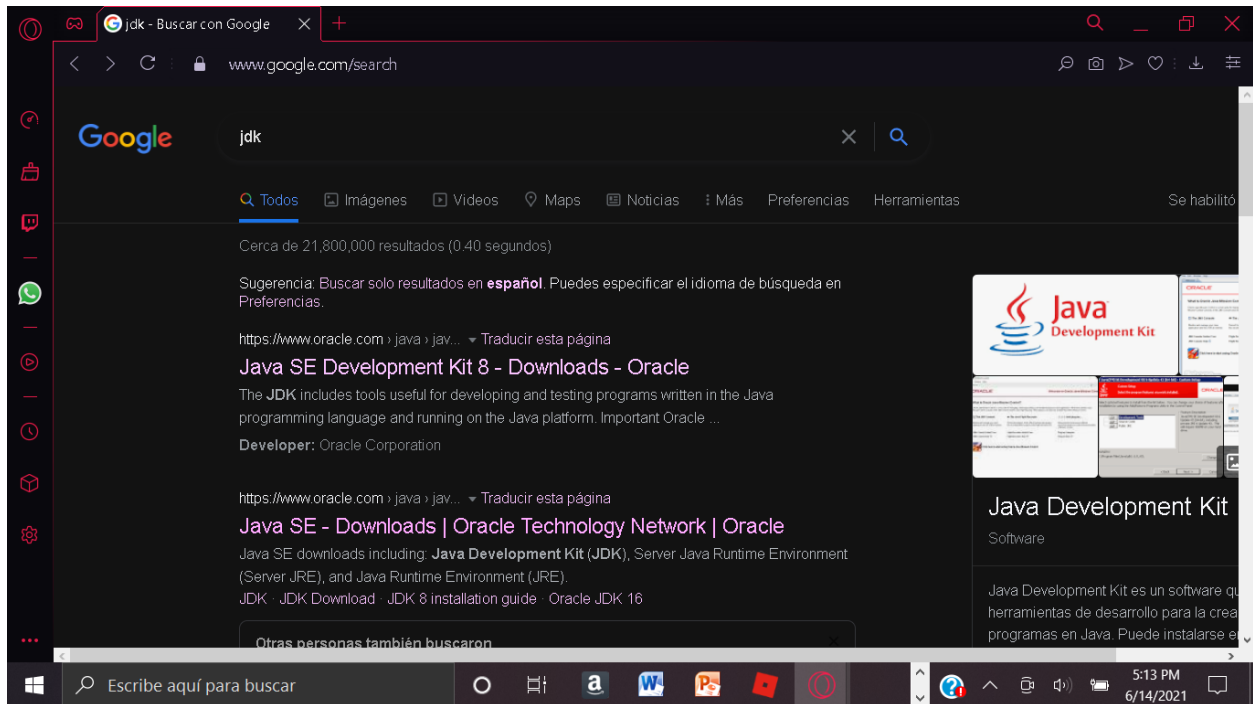 jdk - Buscar con Google
www.google.com/search
Google
jdk
Todos
Imágenes
Videos
Maps
Noticias
Más
Preferencias
Herramientas
Se habilitó
Cerca de 21,800,000 resultados (0.40 segundos)
Sugerencia: Buscar solo resultados en español. Puedes especificar el idioma de búsqueda en
Preferencias.
https://www.oracle.com › java › jav... Traducir esta página
Java SE Development Kit 8 - Downloads - Oracle
The JDK includes tools useful for developing and testing programs written in the Java
programming language and running on the Java platform. Important Oracle ...
Developer: Oracle Corporation
https://www.oracle.com › java › jav... Traducir esta página
Java SE - Downloads | Oracle Technology Network | Oracle
Java SE downloads including: Java Development Kit (JDK), Server Java Runtime Environment
(Server JRE), and Java Runtime Environment (JRE).
JDK · JDK Download · JDK 8 installation guide · Oracle JDK 16
Otras personas también buscaron
Java
Development Kit
ORACLE
Java Development Kit
Software
Java Development Kit es un software qu
herramientas de desarrollo para la crea
programas en Java. Puede instalarse e
Escribe aquí para buscar
5:13 PM
6/14/2021